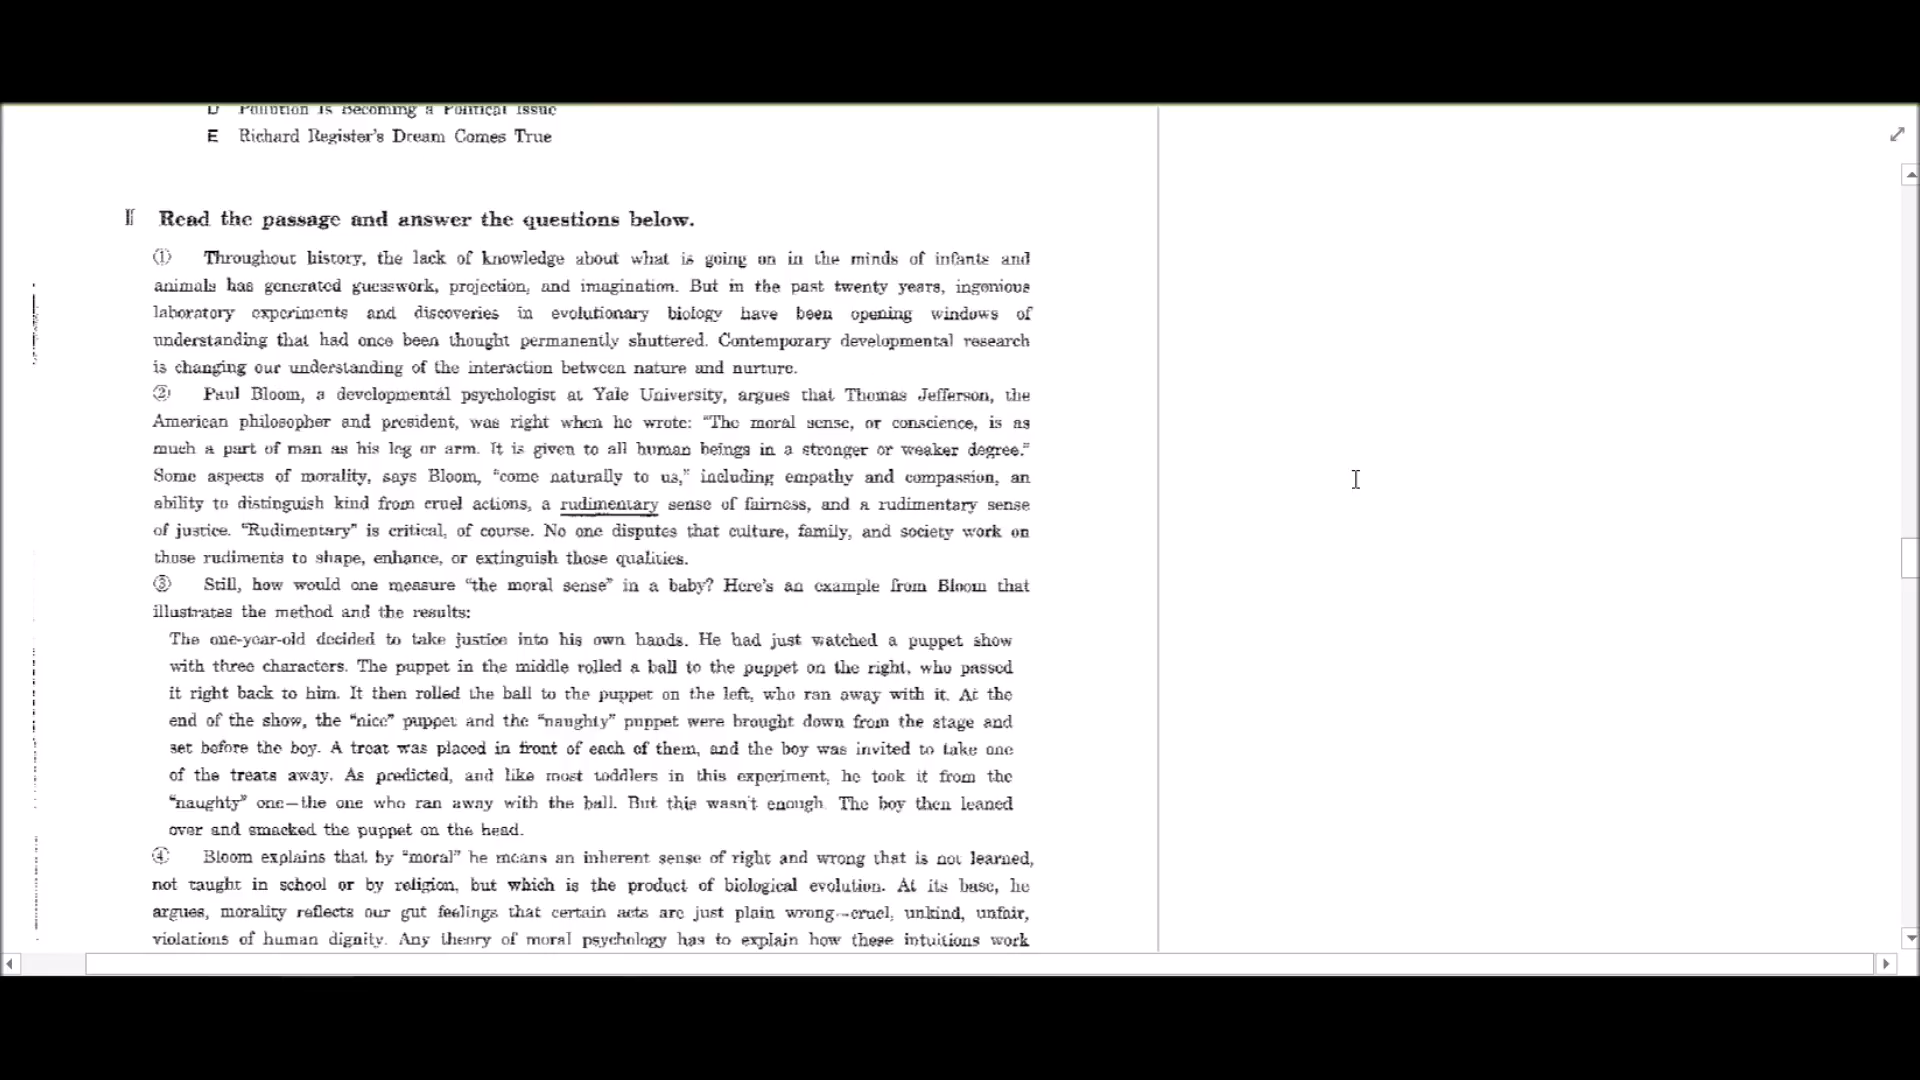 D Pollution Is Becoming a Political Issue
E Richard Register's Dream Comes True
II Read the passage and answer the questions below.
① Throughout history, the lack of knowledge about what is going on in the minds of infants and
animals has generated guesswork, projection, and imagination. But in the past twenty years, ingenious
laboratory experiments and discoveries in evolutionary biology have been opening windows of
understanding that had once been thought permanently shuttered. Contemporary developmental research
is changing our understanding of the interaction between nature and nurture.
② Paul Bloom, a developmental psychologist at Yale University, argues that Thomas Jefferson, the
American philosopher and president, was right when he wrote: "The moral sense, or conscience, is as
much a part of man as his leg or arm. It is given to all human beings in a stronger or weaker degree."
Some aspects of morality, says Bloom, "come naturally to us," including empathy and compassion, an
ability to distinguish kind from cruel actions, a rudimentary sense of fairness, and a rudimentary sense
of justice. "Rudimentary" is critical, of course. No one disputes that culture, family, and society work on
those rudiments to shape, enhance, or extinguish those qualities.
③ Still, how would one measure "the moral sense" in a baby? Here's an example from Bloom that
illustrates the method and the results:
The one-year-old decided to take justice into his own hands. He had just watched a puppet show
with three characters. The puppet in the middle rolled a ball to the puppet on the right, who passed
it right back to him. It then rolled the ball to the puppet on the left, who ran away with it. At the
end of the show, the "nice" puppet and the "naughty" puppet were brought down from the stage and
set before the boy. A treat was placed in front of each of them, and the boy was invited to take one
of the treats away. As predicted, and like most toddlers in this experiment, he took it from the
"naughty" one—the one who ran away with the ball. But this wasn't enough. The boy then leaned
over and smacked the puppet on the head.
④ Bloom explains that by "moral" he means an inherent sense of right and wrong that is not learned,
not taught in school or by religion, but which is the product of biological evolution. At its base, he
argues, morality reflects our gut feelings that certain acts are just plain wrong—cruel, unkind, unfair,
violations of human dignity. Any theory of moral psychology has to explain how these intuitions work